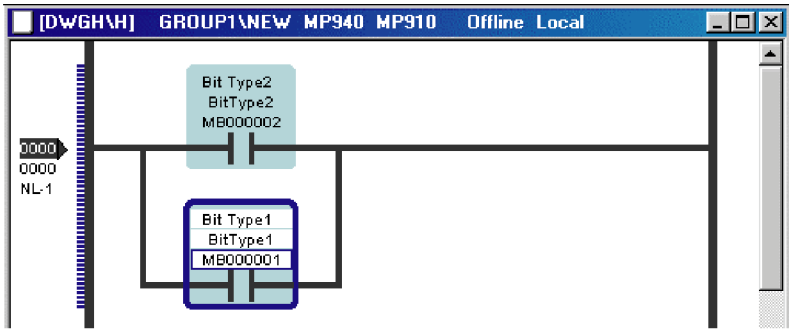 [DWGH\H] GROUP1\NEW MP940 MP910 Offline Local
Bit Type2
BitType2
MB000002
0000
0000
NL-1
Bit Type1
BitType1
MB000001